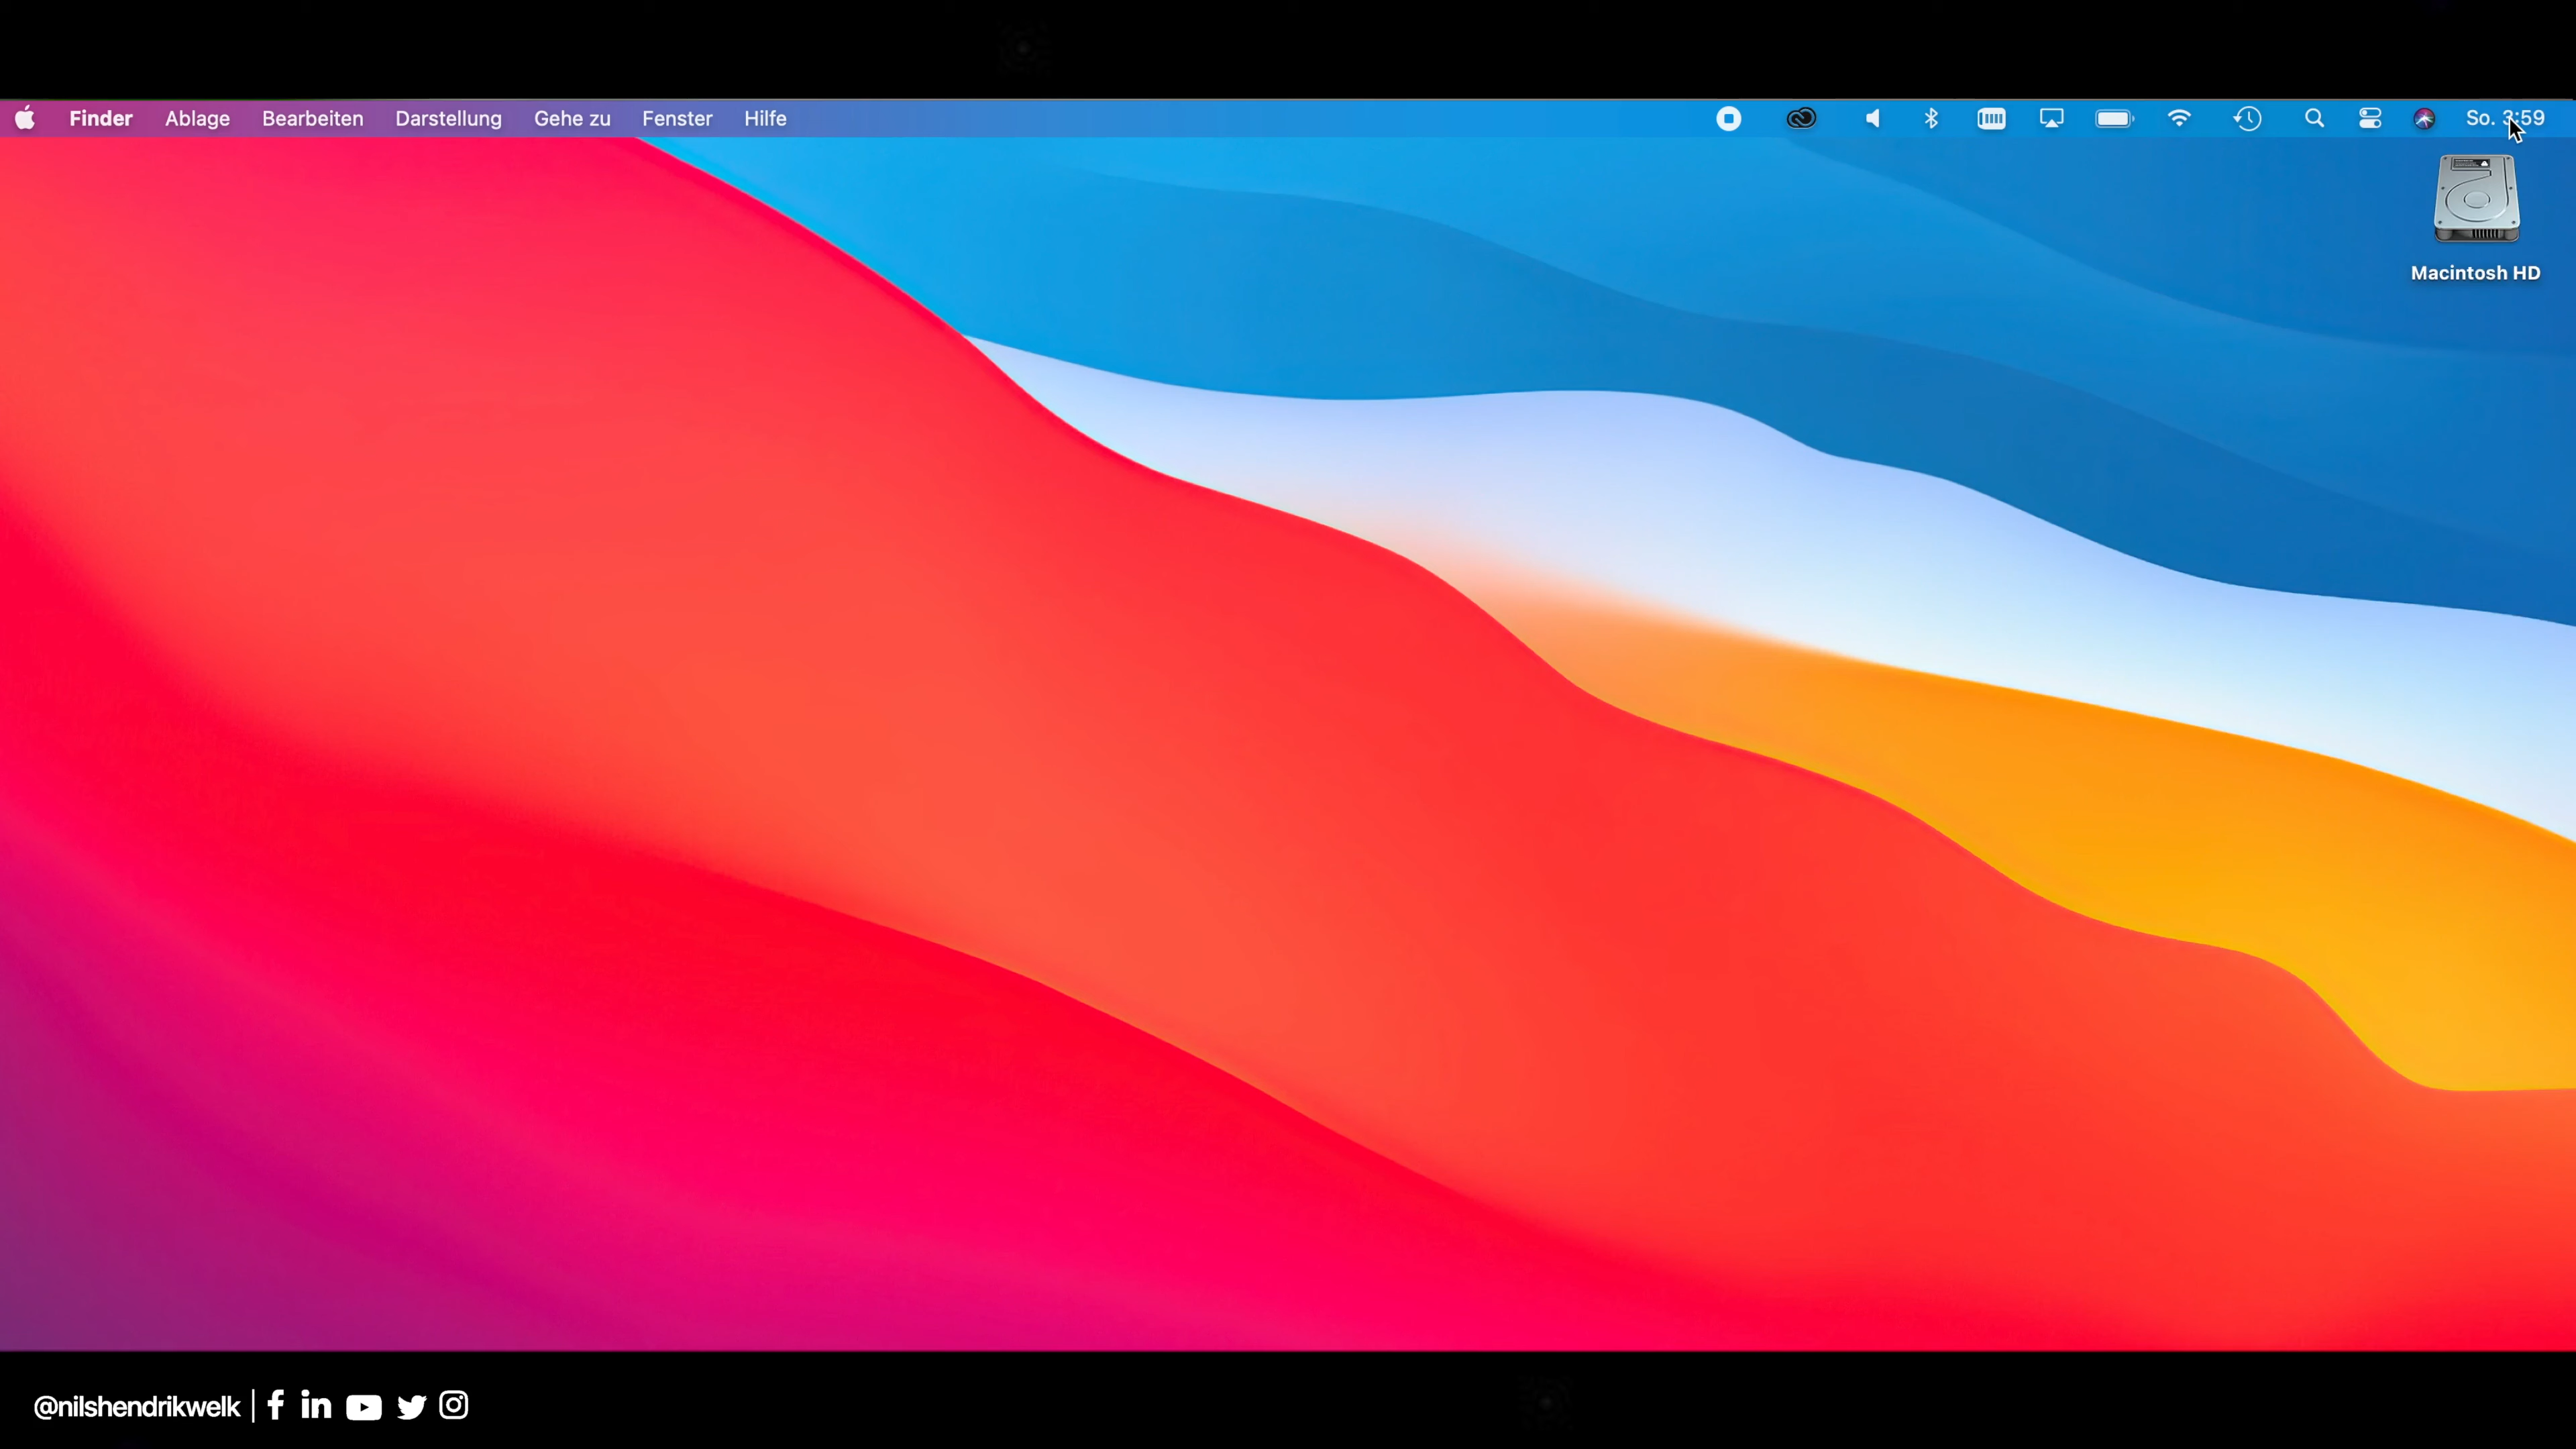 Finder Ablage Bearbeiten Darstellung Gehe zu Fenster Hilfe So. 3:59
Macintosh HD
@nilshendrikwelk